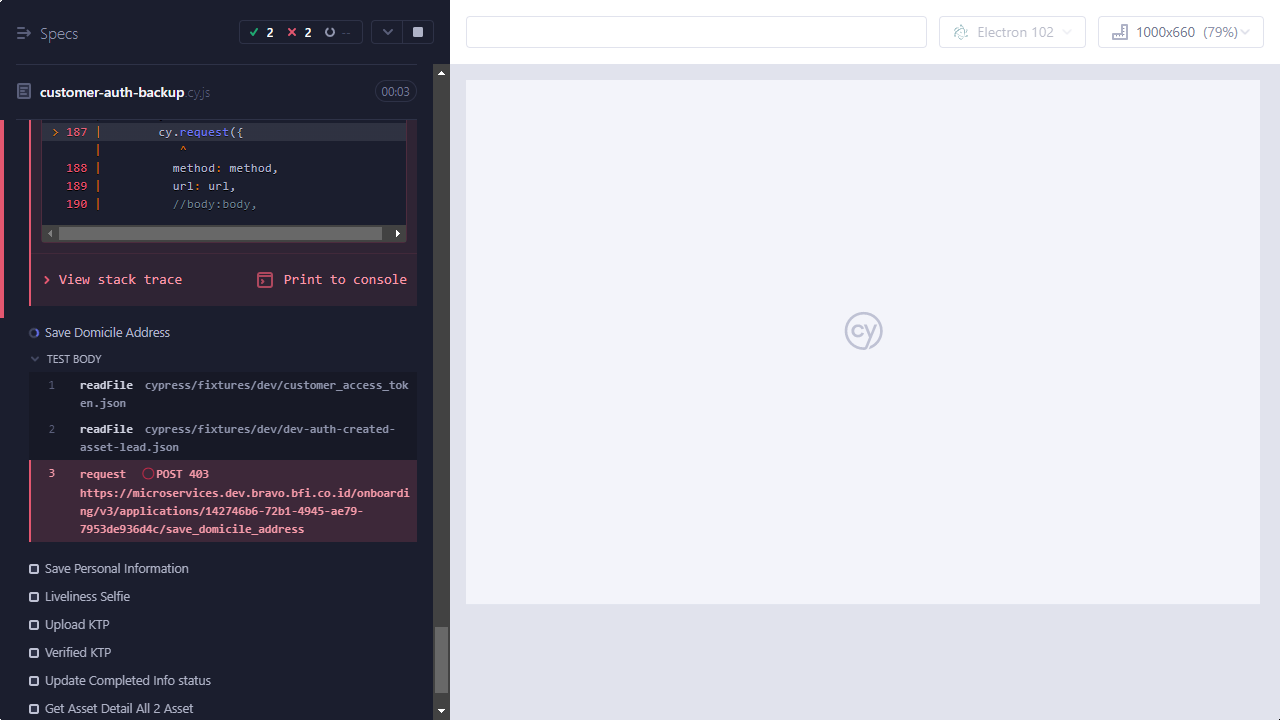 Specs
2
2
--
Electron 102
1000x660 (79%)
customer-auth-backup.cy.js
00:03
> 187 | cy.request({
| ^
188 | method: method,
189 | url: url,
190 | //body:body,
View stack trace
Print to console
Save Domicile Address
TEST BODY
1 readFile cypress/fixtures/dev/customer_access_tok
en.json
2 readFile cypress/fixtures/dev/dev-auth-created-
asset-lead.json
3 request POST 403
https://microservices.dev.bravo.bfi.co.id/onboardi
ng/v3/applications/142746b6-72b1-4945-ae79-
7953de936d4c/save_domicile_address
Save Personal Information
Liveliness Selfie
Upload KTP
Verified KTP
Update Completed Info status
Get Asset Detail All 2 Asset
cy